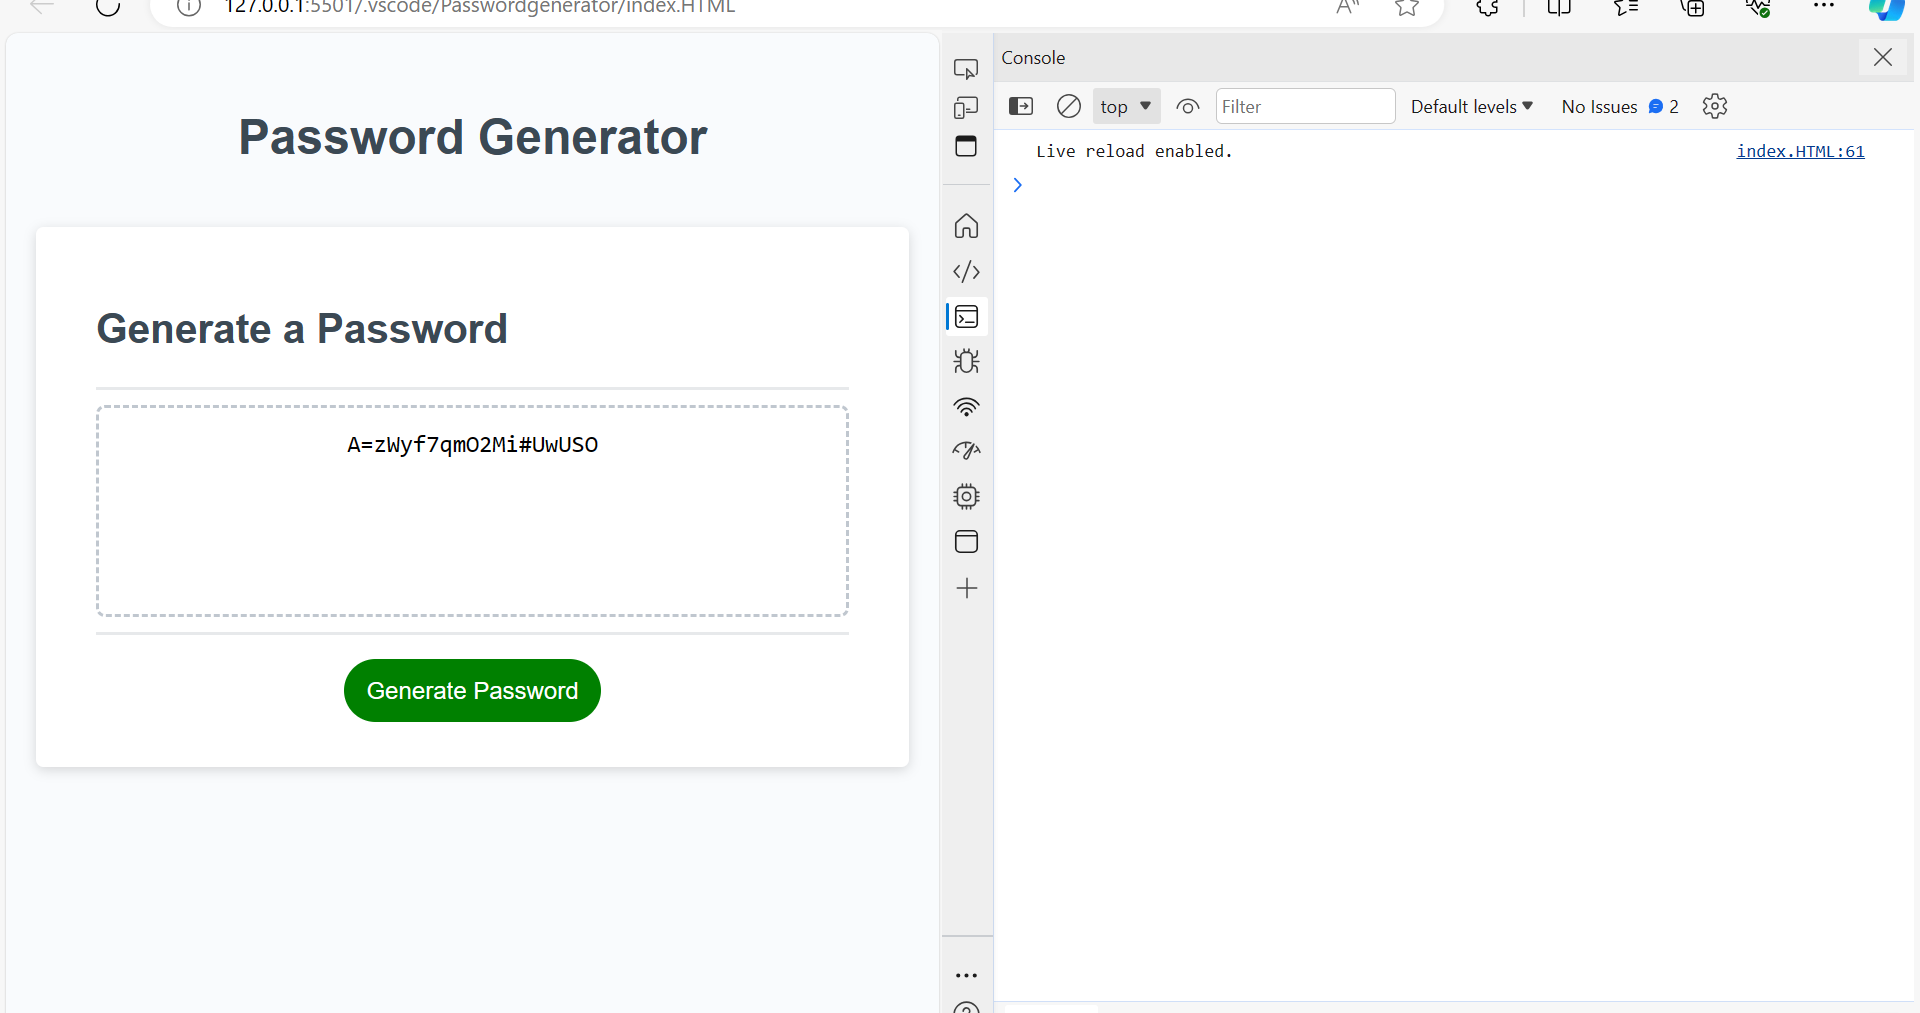 127.0.0.1:5501/.vscode/Passwordgenerator/index.HTML
Password Generator
Generate a Password
A=zWyf7qmO2Mi#UwUSO
Generate Password
Console
top
Filter
Default levels
No Issues
2
Live reload enabled.
index.HTML:61